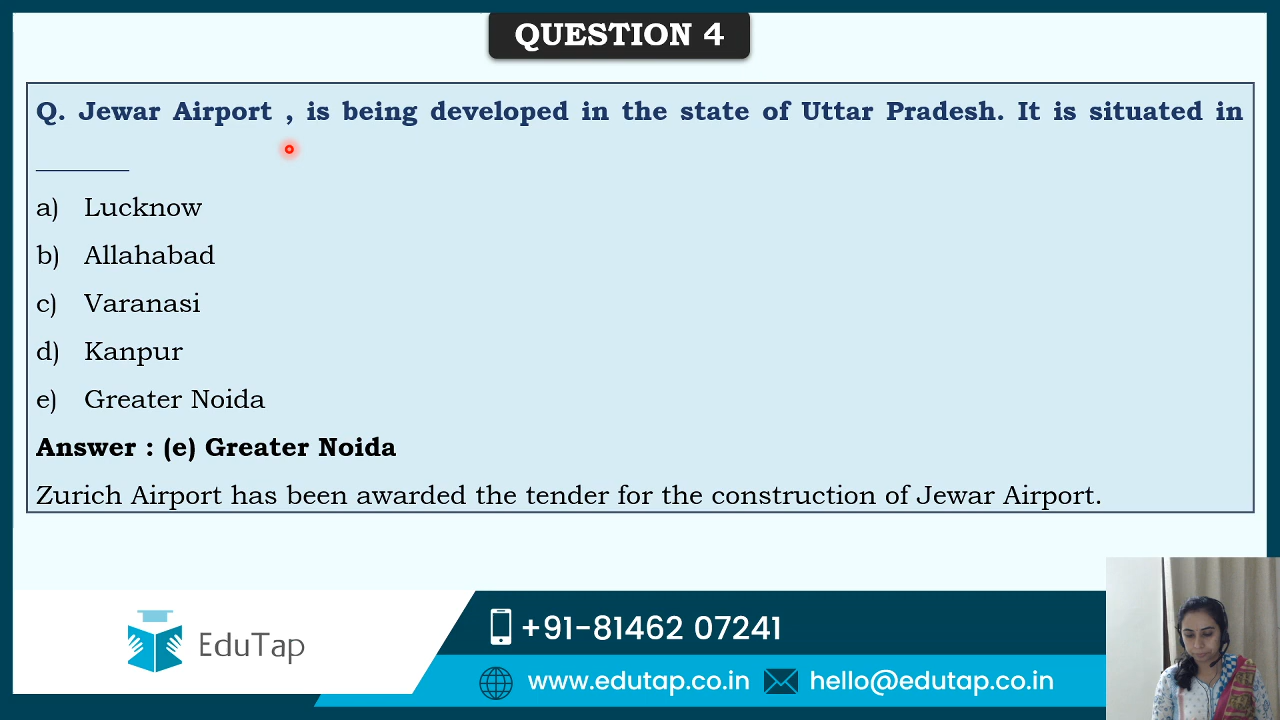 QUESTION 4
Q. Jewar Airport , is being developed in the state of Uttar Pradesh. It is situated in
_______
a) Lucknow
b) Allahabad
c) Varanasi
d) Kanpur
e) Greater Noida
Answer : (e) Greater Noida
Zurich Airport has been awarded the tender for the construction of Jewar Airport.
EduTap
+91-81462 07241
www.edutap.co.in hello@edutap.co.in